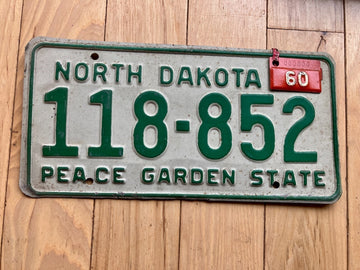 NORTH DAKOTA
60
118-852
PEACE GARDEN STATE